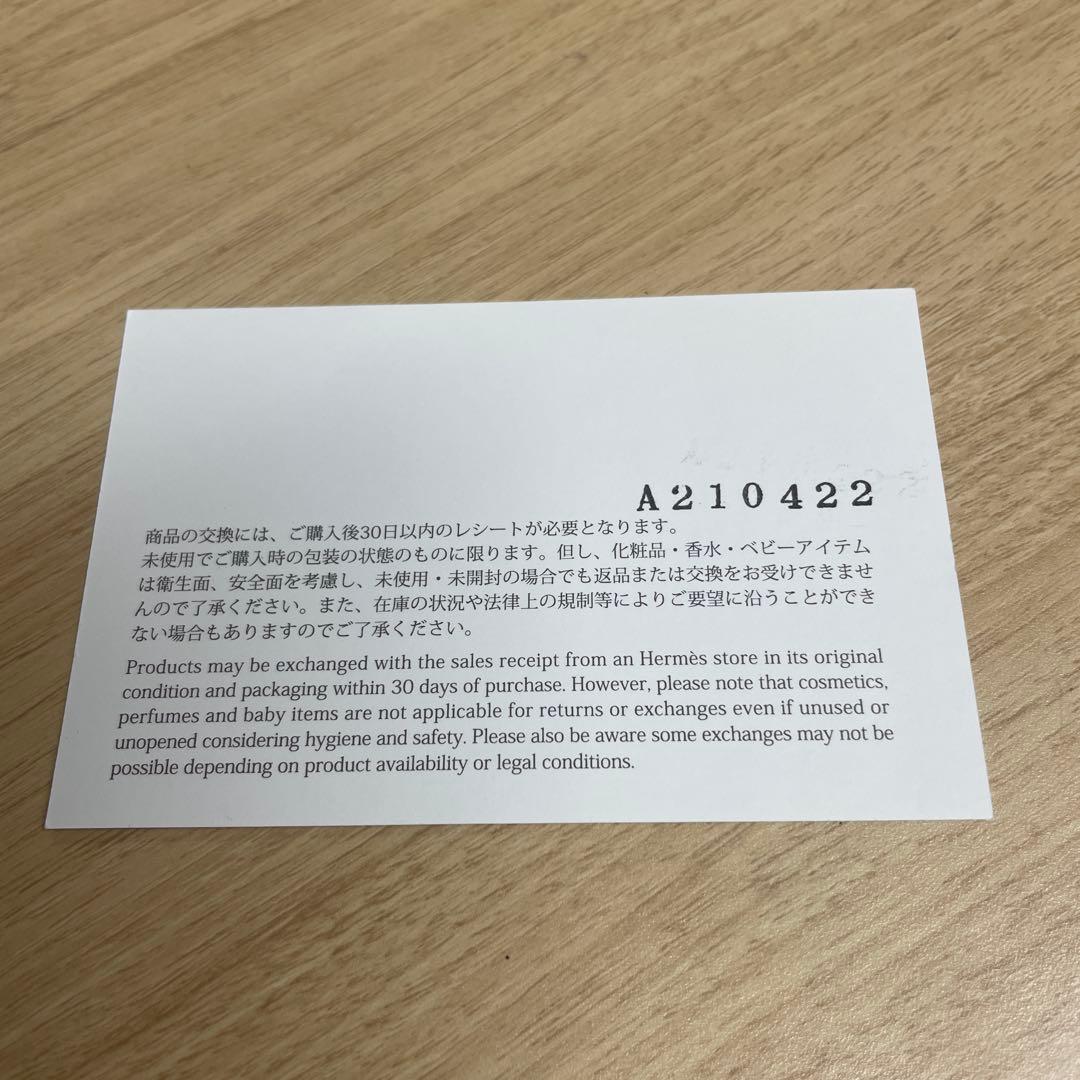 A210422
商品の交換には、ご購入後30日以内のレシートが必要となります。
未使用でご購入時の包装の状態のものに限ります。但し、化粧品・香水・ベビーアイテム
は衛生面、安全面を考慮し、未使用・未開封の場合でも返品または交換をお受けできませ
んので了承ください。また、在庫の状況や法律上の規制等によりご要望に沿うことができ
ない場合もありますのでご了承ください。
Products may be exchanged with the sales receipt from an Hermès store in its original
condition and packaging within 30 days of purchase. However, please note that cosmetics,
perfumes and baby items are not applicable for returns or exchanges even if unused or
unopened considering hygiene and safety. Please also be aware some exchanges may not be
possible depending on product availability or legal conditions.